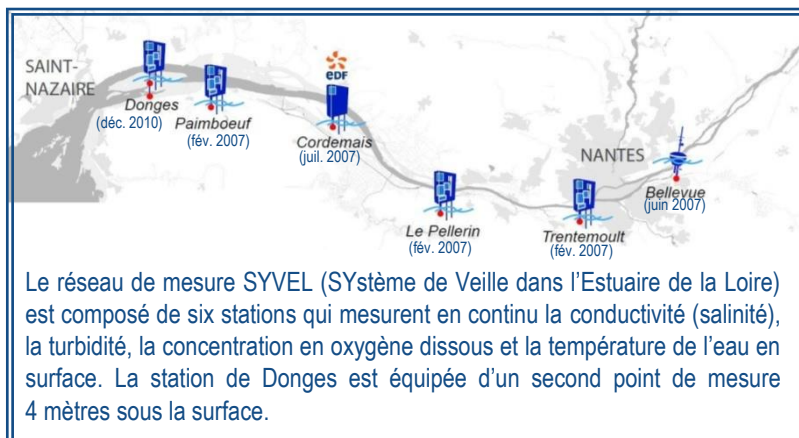 SAINT-
NAZAIRE
Donges
(déc. 2010)
Paimboeuf
(fév. 2007)
eDF
Cordemais
(juil. 2007)
Le Pellerin
(fév. 2007)
NANTES
Trentemoult
(fév. 2007)
Bellevue
(juin 2007)
Le réseau de mesure SYVEL (SYstème de Veille dans l’Estuaire de la Loire)
est composé de six stations qui mesurent en continu la conductivité (salinité),
la turbidité, la concentration en oxygène dissous et la température de l’eau en
surface. La station de Donges est équipée d’un second point de mesure
4 mètres sous la surface.